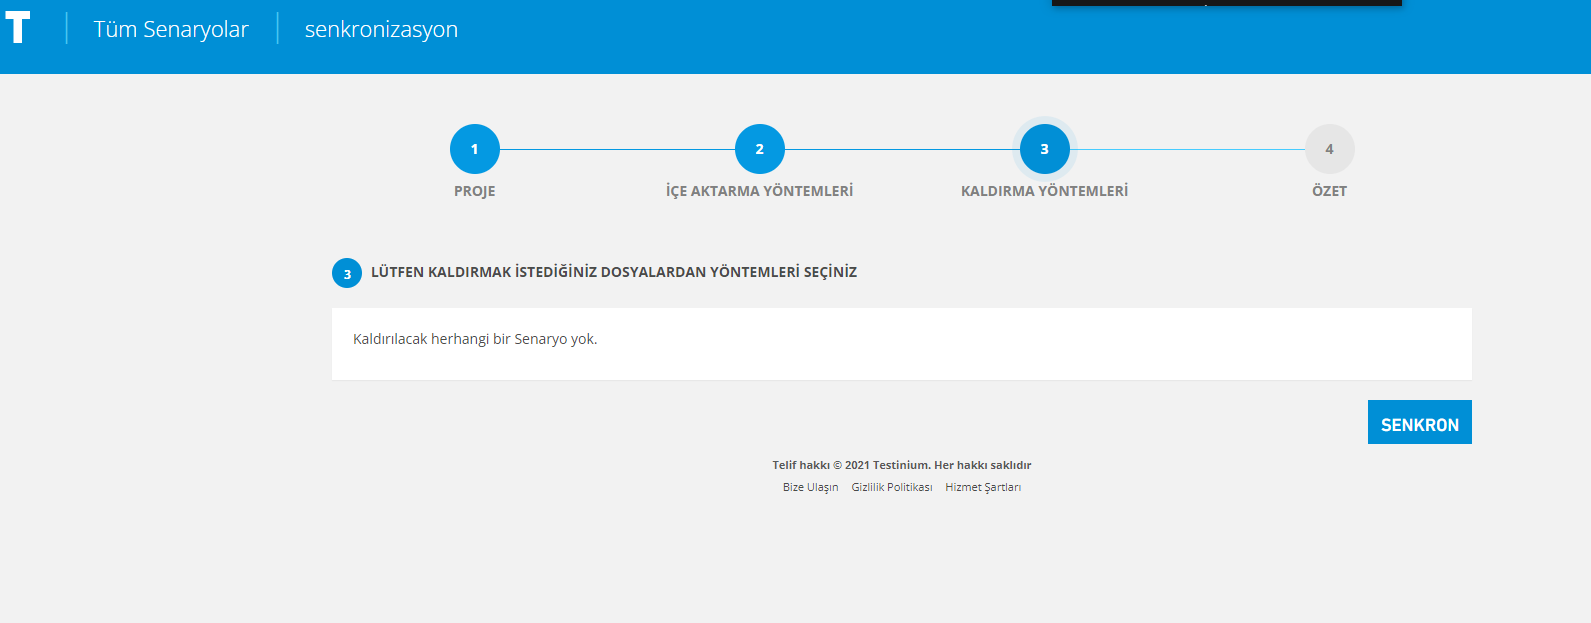 T
Tüm Senaryolar
senkronizasyon
1
2
3
4
PROJE
İÇE AKTARMA YÖNTEMLERİ
KALDIRMA YÖNTEMLERİ
ÖZET
3
LÜTFEN KALDIRMAK İSTEDİĞİNİZ DOSYALARDAN YÖNTEMLERİ SEÇİNİZ
Kaldırılacak herhangi bir Senaryo yok.
SENKRON
Telif hakkı © 2021 Testinium. Her hakkı saklıdır
Bize Ulaşın Gizlilik Politikası Hizmet Şartları